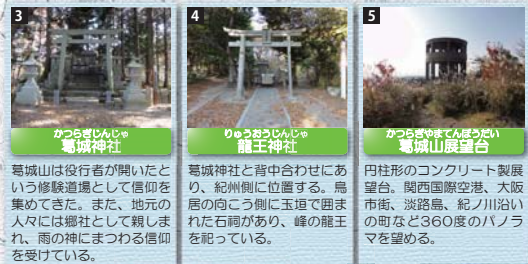 3
かつらぎじんじゃ
葛城神社
葛城山は役行者が開いたと
いう修験道場として信仰を
集めてきた。また、地元の
人々には郷社として親しま
れ、雨の神にまつわる信仰
を受けている。
4
りゅうおうじんじゃ
龍王神社
葛城神社と背中合わせにあ
り、紀州側に位置する。鳥
居の向こう側に玉垣で囲ま
れた石祠があり、峰の龍王
を祀っている。
5
かつらぎやまてんぼうだい
葛城山展望台
円柱形のコンクリート製展
望台。関西国際空港、大阪
市街、淡路島、紀ノ川沿い
の町など360度のパノラ
マを望める。